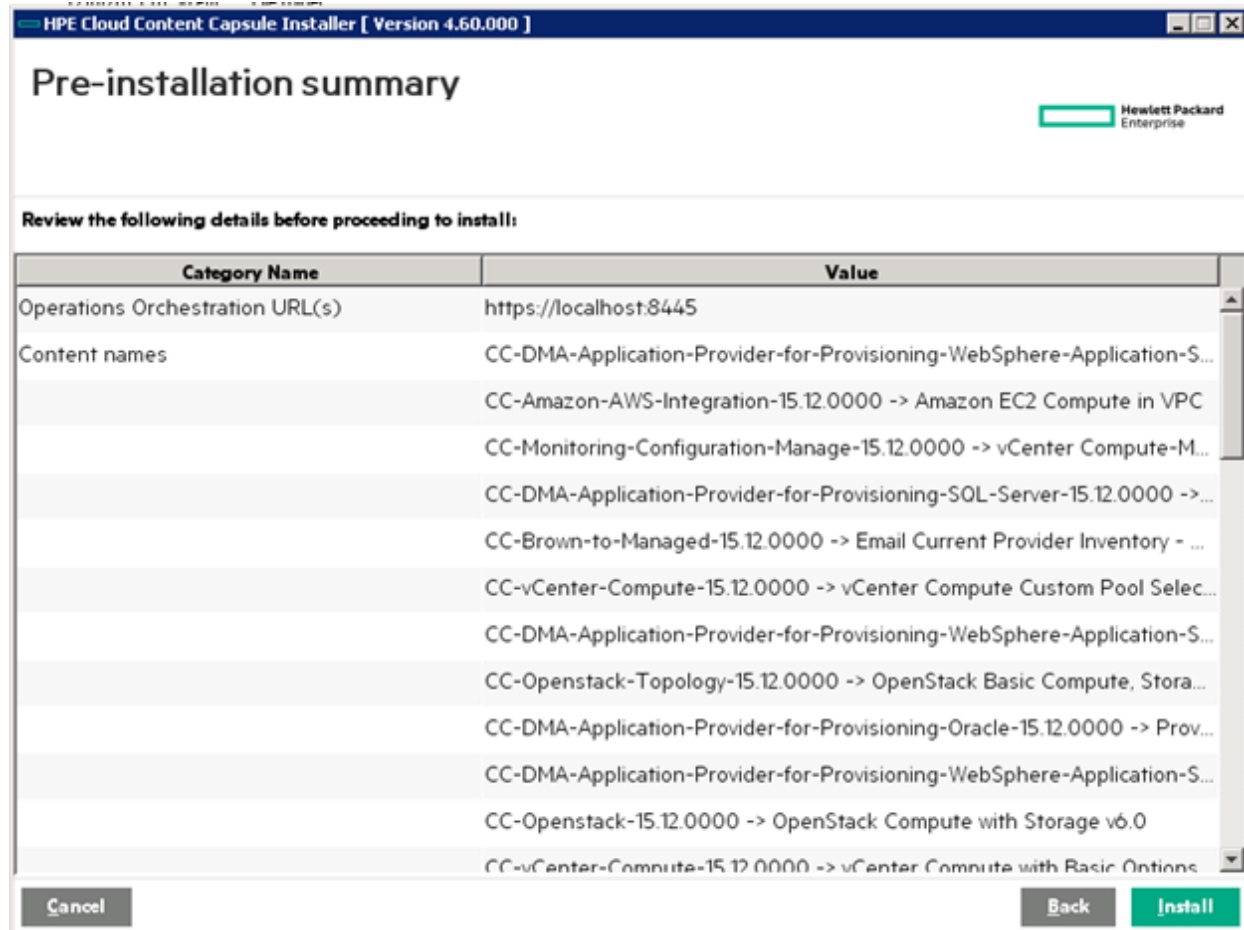 HPE Cloud Content Capsule Installer [ Version 4.60.000 ]
Pre-installation summary
Hewlett Packard
Enterprise
Review the following details before proceeding to install:
Category Name Value
Operations Orchestration URL(s) https://localhost:8445
Content names CC-DMA-Application-Provider-for-Provisioning-WebSphere-Application-S...
CC-Amazon-AWS-Integration-15.12.0000 -> Amazon EC2 Compute in VPC
CC-Monitoring-Configuration-Manage-15.12.0000 -> vCenter Compute-M...
CC-DMA-Application-Provider-for-Provisioning-SQL-Server-15.12.0000 ->...
CC-Brown-to-Managed-15.12.0000 -> Email Current Provider Inventory - ...
CC-vCenter-Compute-15.12.0000 -> vCenter Compute Custom Pool Selec...
CC-DMA-Application-Provider-for-Provisioning-WebSphere-Application-S...
CC-Openstack-Topology-15.12.0000 -> OpenStack Basic Compute, Stora...
CC-DMA-Application-Provider-for-Provisioning-Oracle-15.12.0000 -> Prov...
CC-DMA-Application-Provider-for-Provisioning-WebSphere-Application-S...
CC-Openstack-15.12.0000 -> OpenStack Compute with Storage v6.0
CC-vCenter-Compute-15.12.0000 -> vCenter Compute with Basic Options
Cancel Back Install